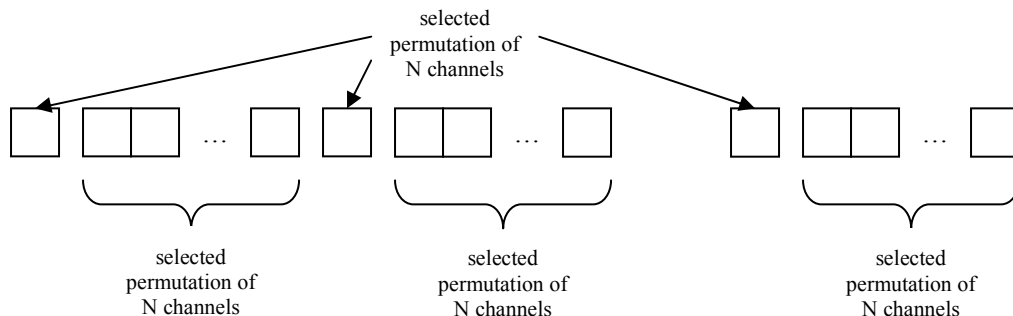 selected
permutation of
N channels
...
...
...
selected
permutation of
N channels
selected
permutation of
N channels
selected
permutation of
N channels